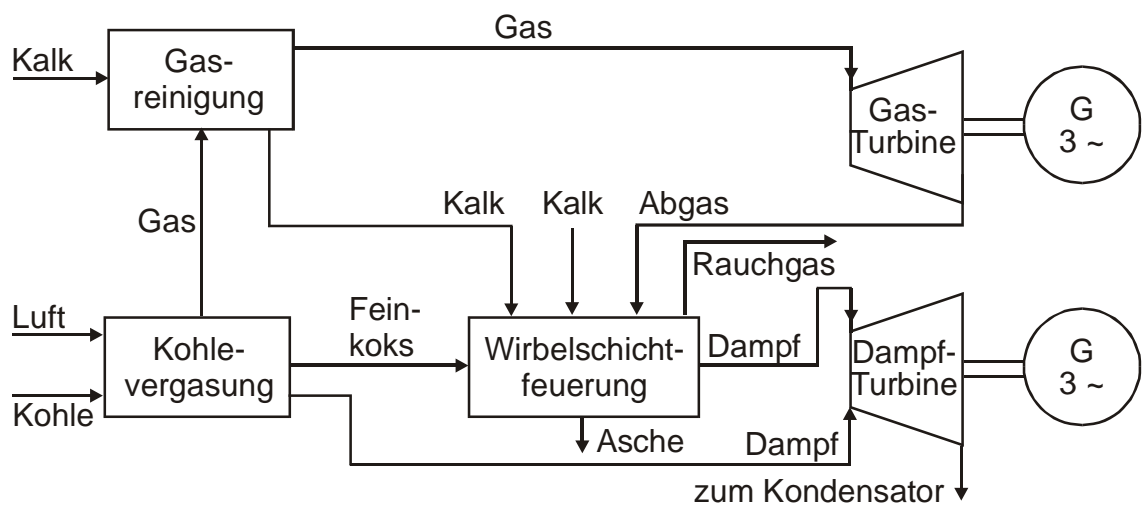 Gas
Kalk
Gas-
reinigung
Gas-
Turbine
G
3 ~
Gas
Kalk
Kalk
Abgas
Rauchgas
Luft
Kohle
Kohle-
vergasung
Fein-
koks
Wirbelschicht-
feuerung
Dampf
Dampf-
Turbine
G
3 ~
Asche
Dampf
zum Kondensator